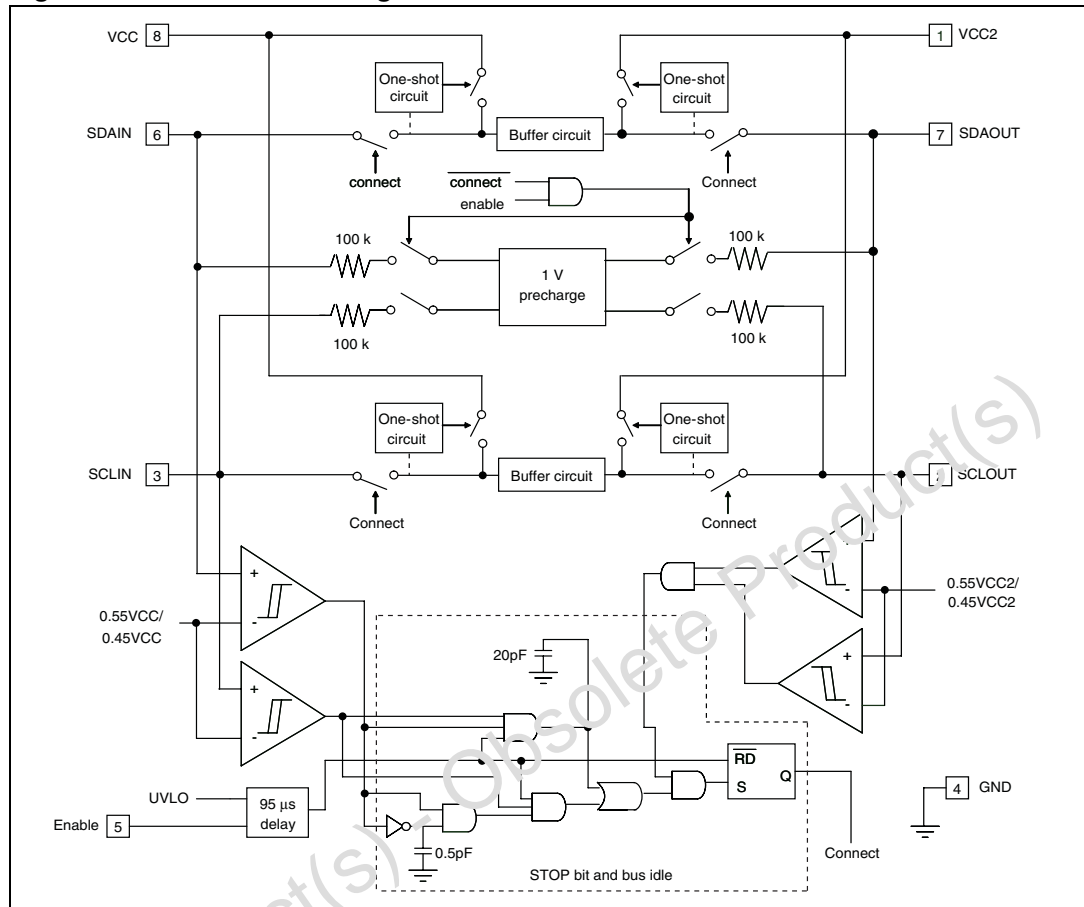 VCC 8
1 VCC2
One-shot circuit
One-shot circuit
SDAIN 6
Buffer circuit
7 SDAOUT
connect
Connect
connect
enable
100 k
100 k
1 V precharge
100 k
100 k
One-shot circuit
One-shot circuit
SCLIN 3
Buffer circuit
SCLOUT
Connect
Connect
+
-
0.55VCC/
0.45VCC
+
-
-
0.55VCC2/
0.45VCC2
+
-
20pF
RD
S
Q
UVLO
95 µs delay
Enable 5
0.5pF
4 GND
Connect
STOP bit and bus idle
ct(s) - Obsolete Product(s)